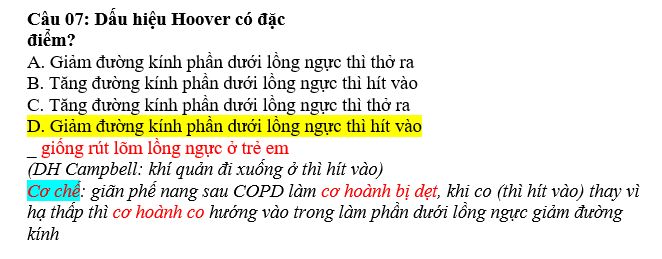 Câu 07: Dấu hiệu Hoover có đặc
điểm?
A. Giảm đường kính phần dưới lồng ngực thì thở ra
B. Tăng đường kính phần dưới lồng ngực thì hít vào
C. Tăng đường kính phần dưới lồng ngực thì thở ra
D. Giảm đường kính phần dưới lồng ngực thì hít vào
_ giống rút lõm lồng ngực ở trẻ em
(DH Campbell: khí quản đi xuống ở thì hít vào)
Cơ chế: giãn phế nang sau COPD làm cơ hoành bị dẹt, khi co (thì hít vào) thay vì
hạ thấp thì cơ hoành co hướng vào trong làm phần dưới lồng ngực giảm đường
kính